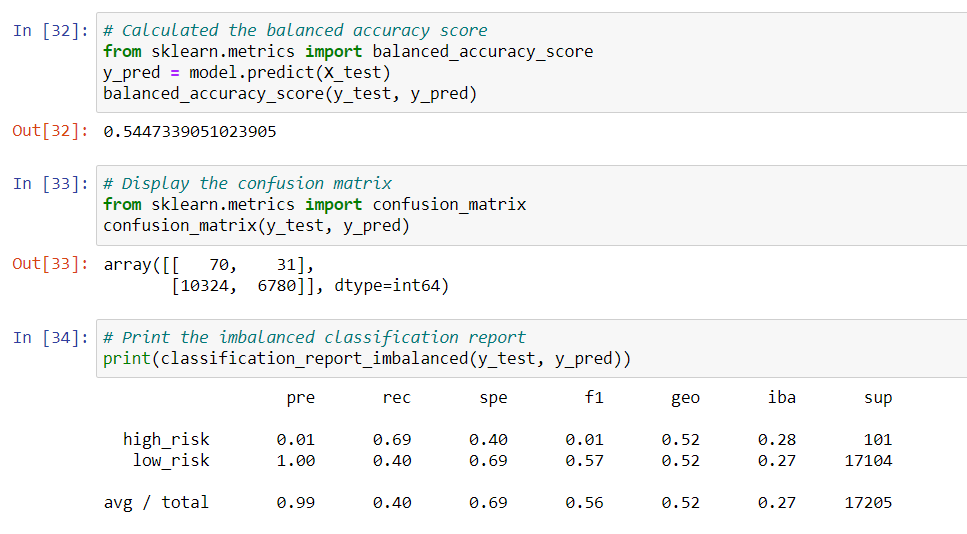 In [32]: # Calculated the balanced accuracy score
from sklearn.metrics import balanced_accuracy_score
y_pred = model.predict(X_test)
balanced_accuracy_score(y_test, y_pred)
Out[32]: 0.5447339051023905
In [33]: # Display the confusion matrix
from sklearn.metrics import confusion_matrix
confusion_matrix(y_test, y_pred)
Out[33]: array([[   70,    31],
       [10324,  6780]], dtype=int64)
In [34]: # Print the imbalanced classification report
print(classification_report_imbalanced(y_test, y_pred))
pre rec spe f1 geo iba sup
high_risk 0.01 0.69 0.40 0.01 0.52 0.28 101
low_risk 1.00 0.40 0.69 0.57 0.52 0.27 17104
avg / total 0.99 0.40 0.69 0.56 0.52 0.27 17205